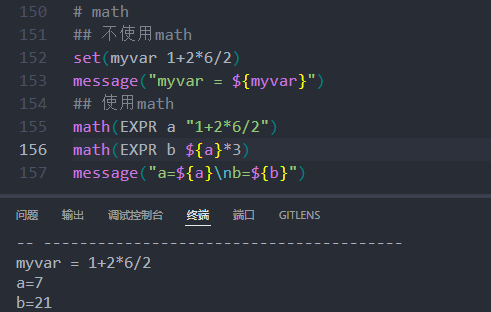 150 # math
151 ## 不使用math
152 set(myvar 1+2*6/2)
153 message("myvar = ${myvar}")
154 ## 使用math
155 math(EXPR a "1+2*6/2")
156 math(EXPR b ${a}*3)
157 message("a=${a}\nb=${b}")
问题 输出 调试控制台 终端 端口 GITLENS
-- ----------------------------------------
myvar = 1+2*6/2
a=7
b=21